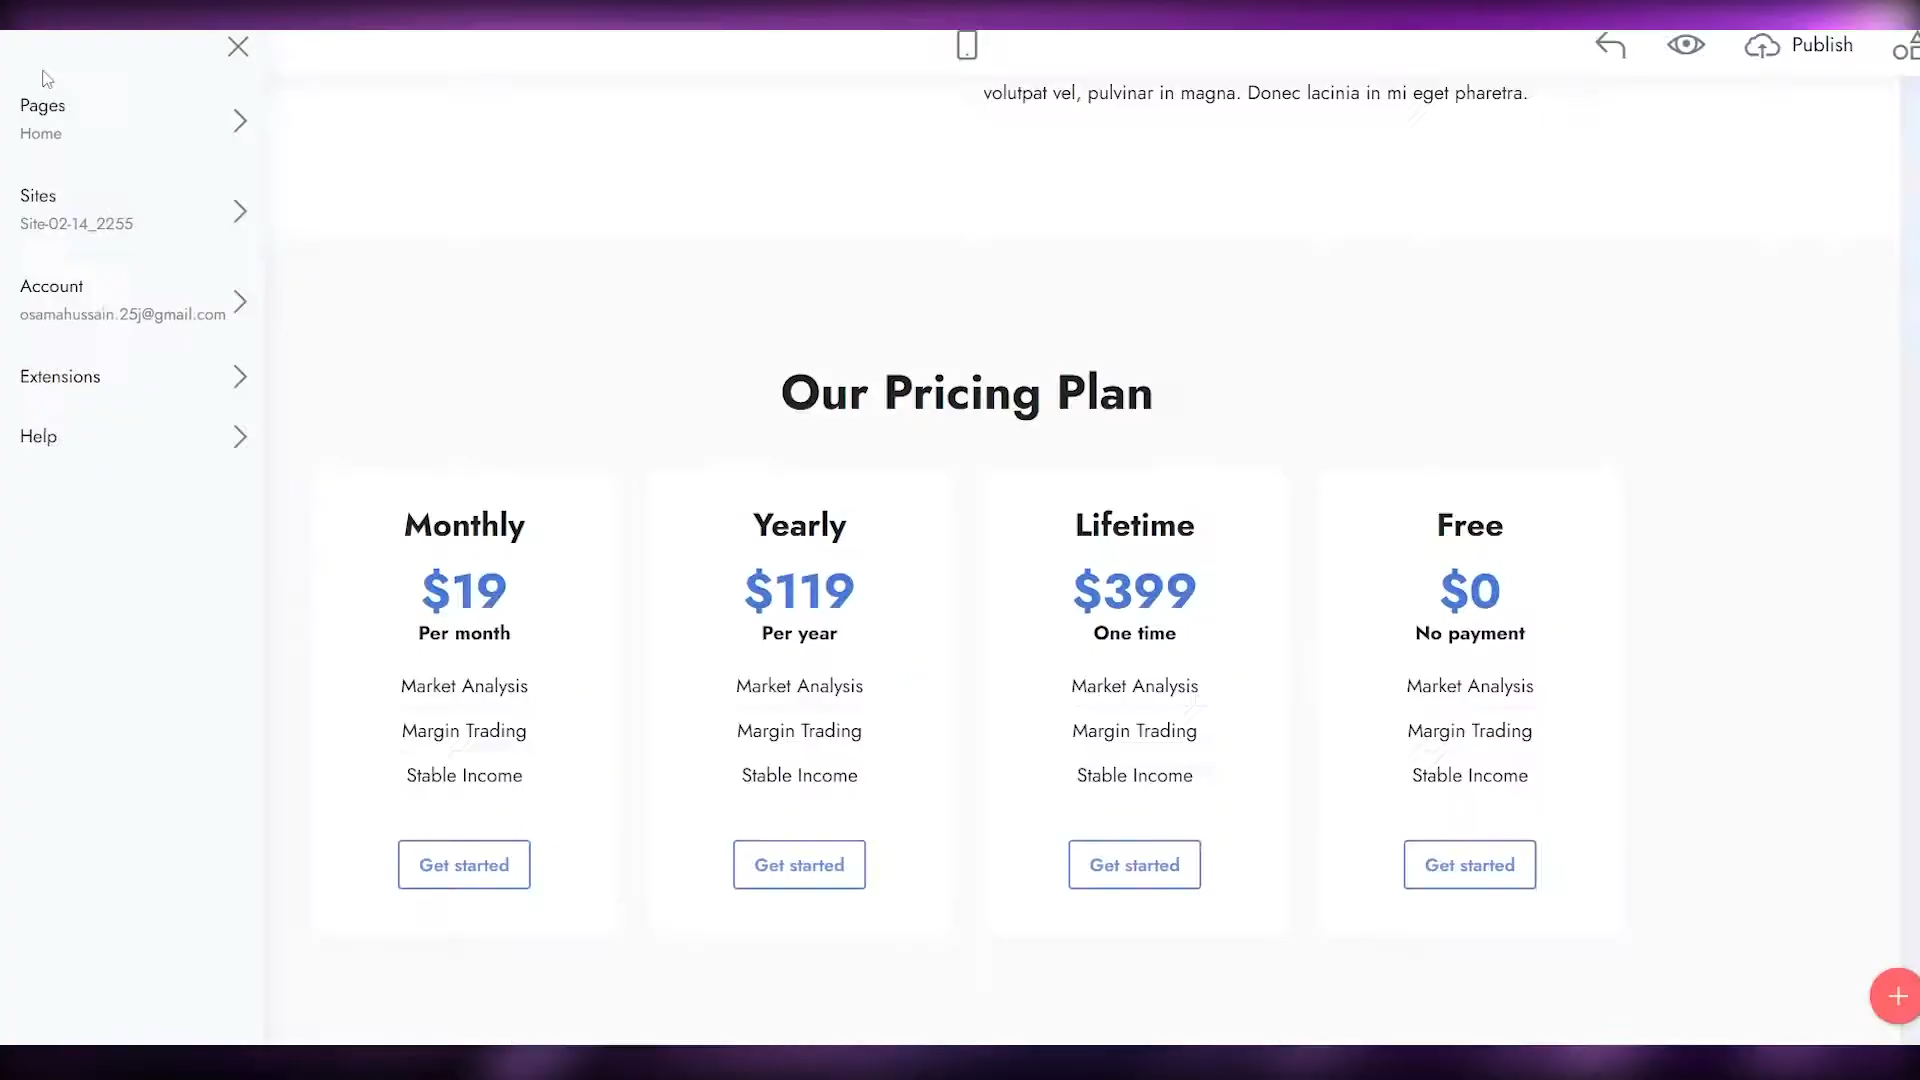 Publish
Pages
Home
Sites
Site-02-14_2255
Account
osamahussain.25j@gmail.com
Extensions
Help
volutpat vel, pulvinar in magna. Donec lacinia in mi eget pharetra.
Our Pricing Plan
Monthly
$19
Per month
Market Analysis
Margin Trading
Stable Income
Get started
Yearly
$119
Per year
Market Analysis
Margin Trading
Stable Income
Get started
Lifetime
$399
One time
Market Analysis
Margin Trading
Stable Income
Get started
Free
$0
No payment
Market Analysis
Margin Trading
Stable Income
Get started